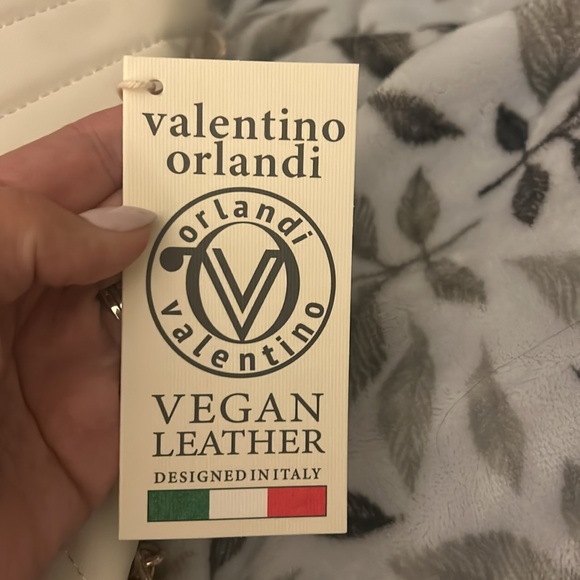 valentino
orlandi
orlandi
V
valentino
VEGAN
LEATHER
DESIGNED IN ITALY